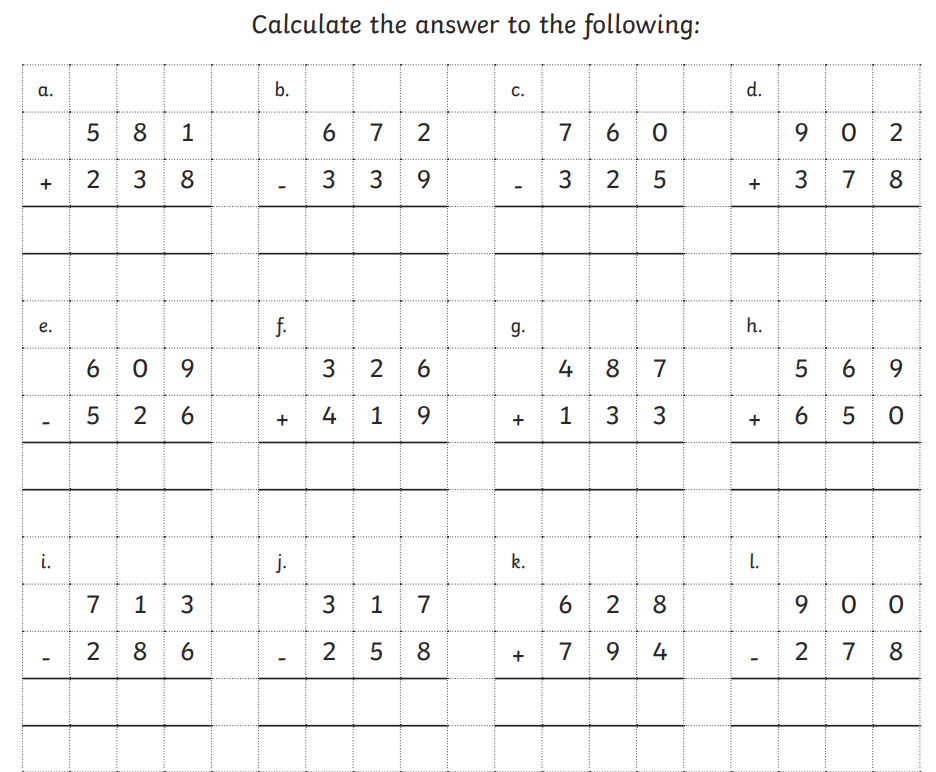 Calculate the answer to the following:
a. b. c. d.
5 8 1 6 7 2 7 6 0 9 0 2
+ 2 3 8 - 3 3 9 - 3 2 5 + 3 7 8
e. f. g. h.
6 0 9 3 2 6 4 8 7 5 6 9
- 5 2 6 + 4 1 9 + 1 3 3 + 6 5 0
i. j. k. l.
7 1 3 3 1 7 6 2 8 9 0 0
- 2 8 6 - 2 5 8 + 7 9 4 - 2 7 8